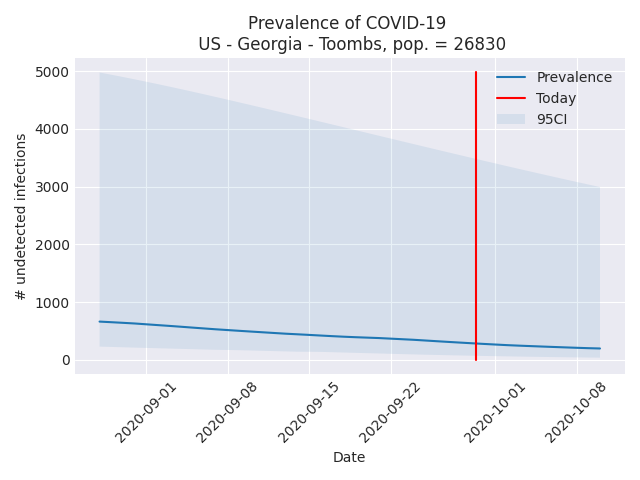 Prevalence of COVID-19
US - Georgia - Toombs, pop. = 26830
Prevalence
Today
95CI
# undetected infections
5000
4000
3000
2000
1000
0
2020-09-01
2020-09-08
2020-09-15
2020-09-22
2020-10-01
2020-10-08
Date